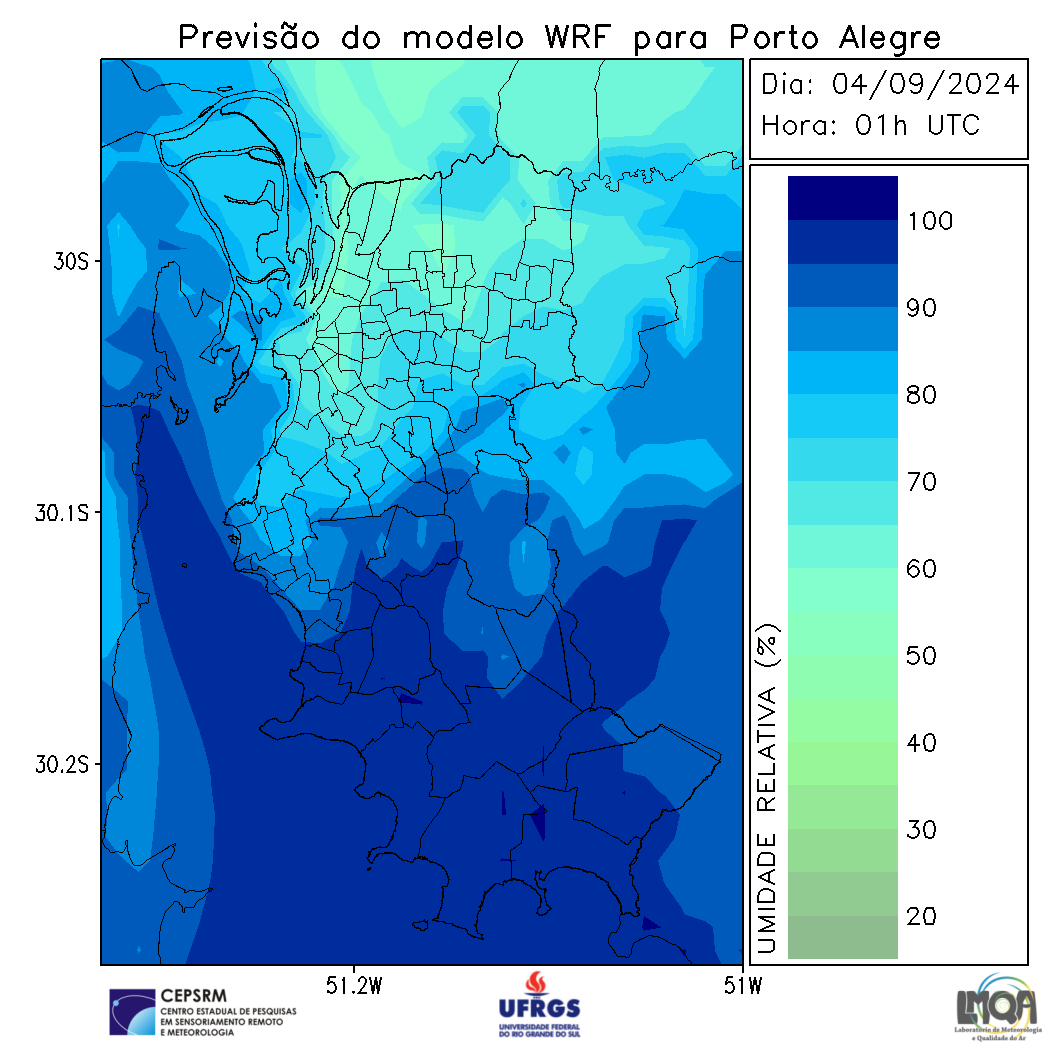 Previsão do modelo WRF para Porto Alegre
Dia: 04/09/2024
Hora: 01h UTC
100
90
80
70
60
50
40
30
20
UMIDADE RELATIVA (%)
30S
30.1S
30.2S
51.2W
51W
CEPSRM
CENTRO ESTADUAL DE PESQUISAS
EM SENSORIAMENTO REMOTO
E METEOROLOGIA
UFRGS
UNIVERSIDADE FEDERAL
DO RIO GRANDE DO SUL
LMQA
Laboratório de Meteorologia
e Qualidade do Ar